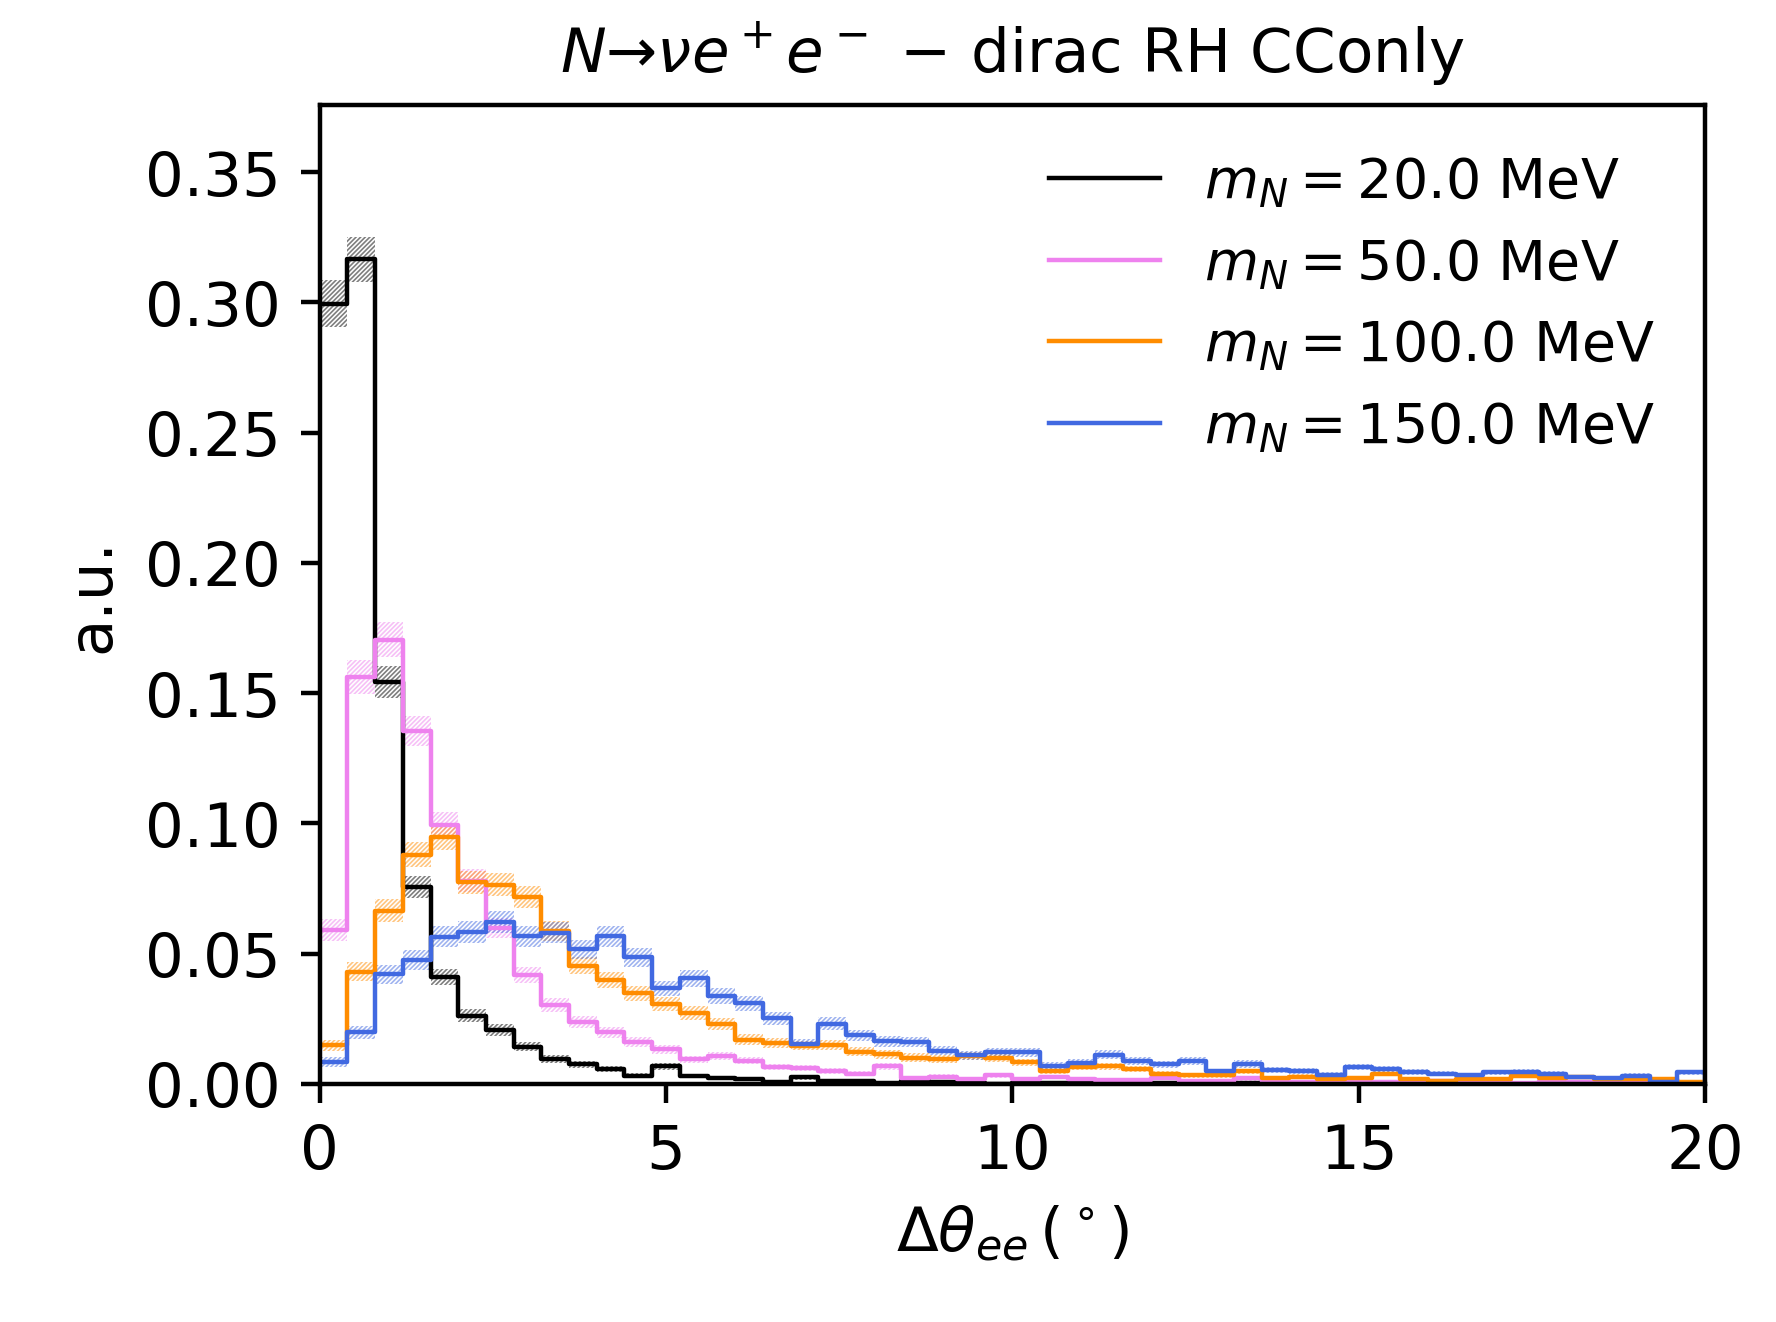 N→νe⁺e⁻ − dirac RH CConly
m_N = 20.0 MeV
m_N = 50.0 MeV
m_N = 100.0 MeV
m_N = 150.0 MeV
a.u.
0.35
0.30
0.25
0.20
0.15
0.10
0.05
0.00
0 5 10 15 20
Δθ_ee (°)